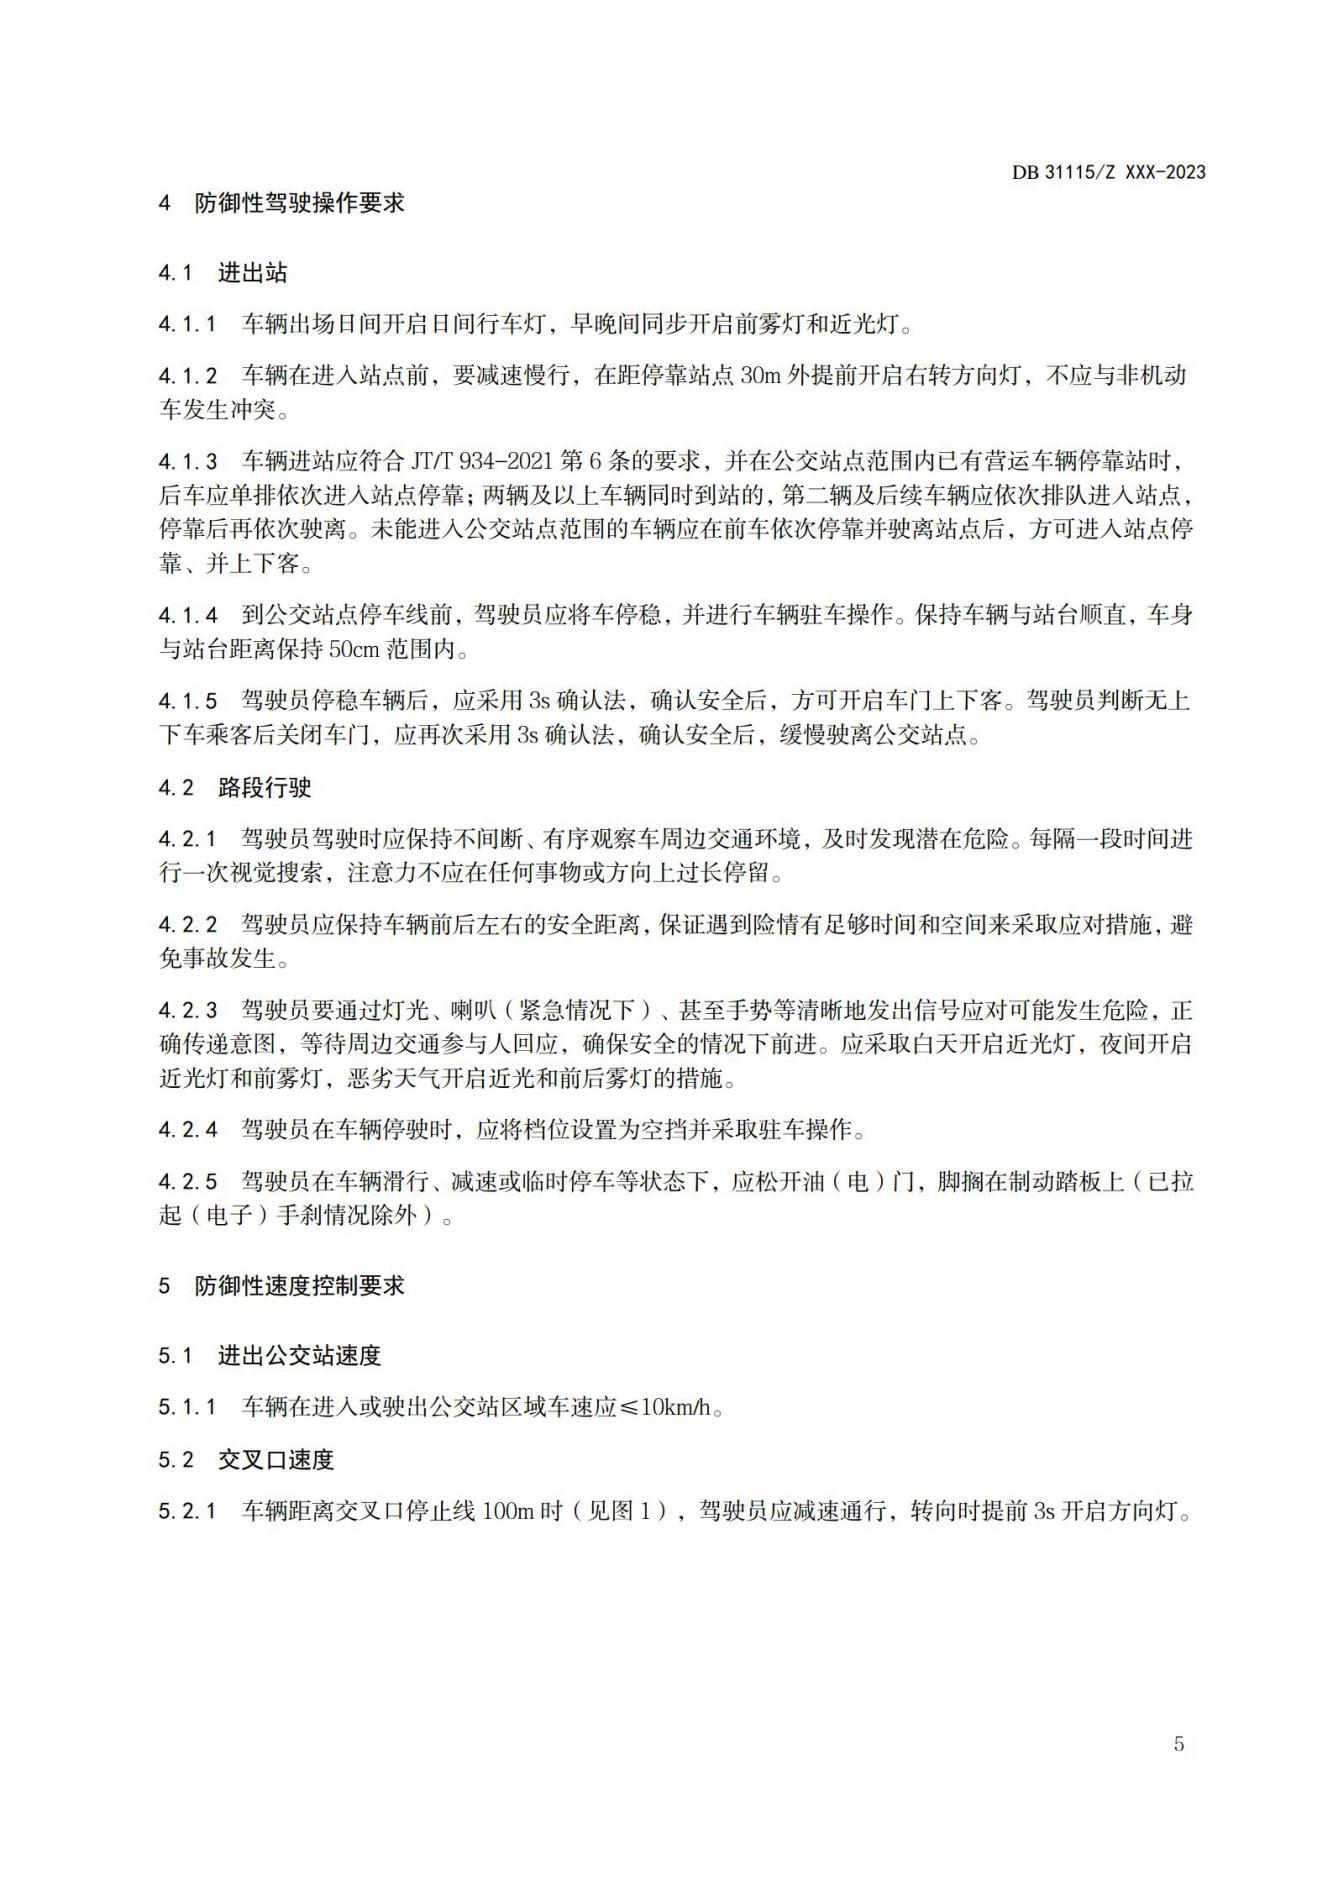 DB 31115/Z XXX-2023
4 防御性驾驶操作要求
4.1 进出站
4.1.1 车辆出场日间开启日间行车灯，早晚间同步开启前雾灯和近光灯。
4.1.2 车辆在进入站点前，要减速慢行，在距停靠站点 30m 外提前开启右转方向灯，不应与非机动
车发生冲突。
4.1.3 车辆进站应符合 JT/T 934-2021 第 6 条的要求，并在公交站点范围内已有营运车辆停靠站时，
后车应单排依次进入站点停靠；两辆及以上车辆同时到站的，第二辆及后续车辆应依次排队进入站点，
停靠后再依次驶离。未能进入公交站点范围的车辆应在前车依次停靠并驶离站点后，方可进入站点停
靠、并上下客。
4.1.4 到公交站点停车线前，驾驶员应将车停稳，并进行车辆驻车操作。保持车辆与站台顺直，车身
与站台距离保持 50cm 范围内。
4.1.5 驾驶员停稳车辆后，应采用 3s 确认法，确认安全后，方可开启车门上下客。驾驶员判断无上
下车乘客后关闭车门，应再次采用 3s 确认法，确认安全后，缓慢驶离公交站点。
4.2 路段行驶
4.2.1 驾驶员驾驶时应保持不间断、有序观察车周边交通环境，及时发现潜在危险。每隔一段时间进
行一次视觉搜索，注意力不应在任何事物或方向上过长停留。
4.2.2 驾驶员应保持车辆前后左右的安全距离，保证遇到险情有足够时间和空间来采取应对措施，避
免事故发生。
4.2.3 驾驶员要通过灯光、喇叭（紧急情况下）、甚至手势等清晰地发出信号应对可能发生危险，正
确传递意图，等待周边交通参与人回应，确保安全的情况下前进。应采取白天开启近光灯，夜间开启
近光灯和前雾灯，恶劣天气开启近光和前后雾灯的措施。
4.2.4 驾驶员在车辆停驶时，应将档位设置为空挡并采取驻车操作。
4.2.5 驾驶员在车辆滑行、减速或临时停车等状态下，应松开油（电）门，脚搁在制动踏板上（已拉
起（电子）手刹情况除外）。
5 防御性速度控制要求
5.1 进出公交站速度
5.1.1 车辆在进入或驶出公交站区域车速应≤10km/h。
5.2 交叉口速度
5.2.1 车辆距离交叉口停止线 100m 时（见图 1），驾驶员应减速通行，转向时提前 3s 开启方向灯。
5